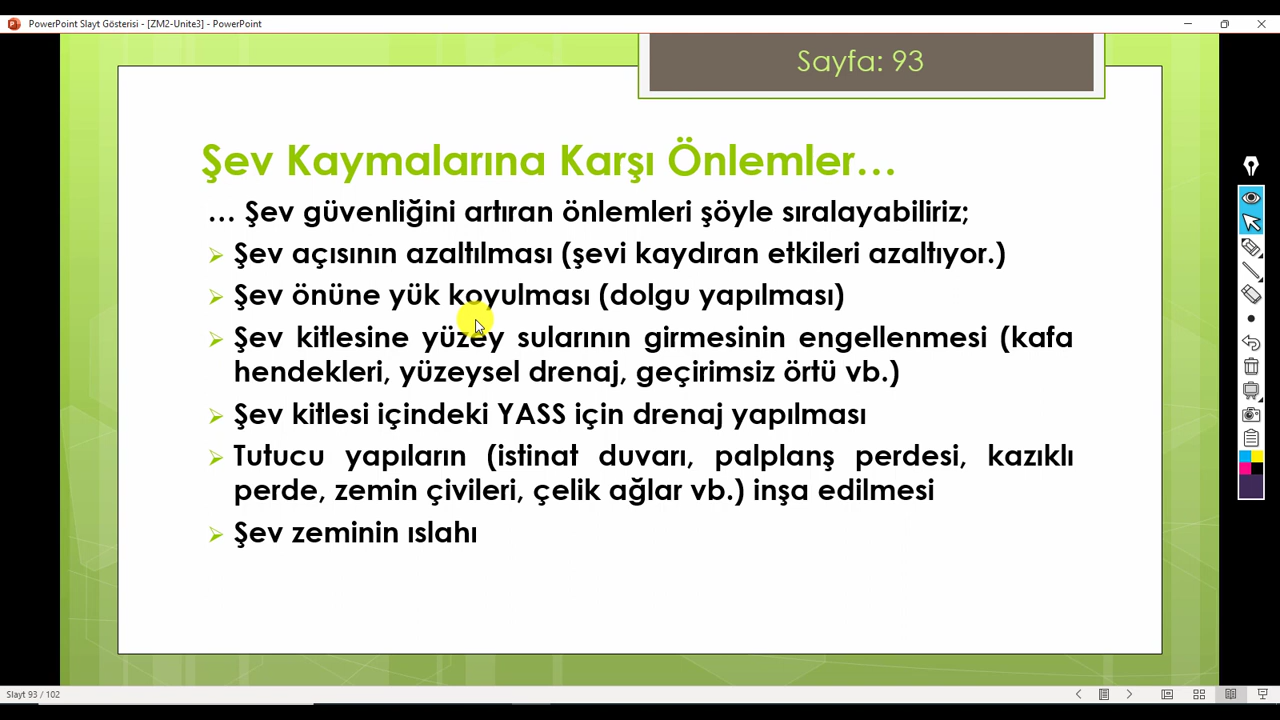 PowerPoint Slayt Gösterisi - [ZM2-Unite3] - PowerPoint
Sayfa: 93
Şev Kaymalarına Karşı Önlemler…
… Şev güvenliğini artıran önlemleri şöyle sıralayabiliriz;
Şev açısının azaltılması (şevi kaydıran etkileri azaltıyor.)
Şev önüne yük koyulması (dolgu yapılması)
Şev kitlesine yüzey sularının girmesinin engellenmesi (kafa
hendekleri, yüzeysel drenaj, geçirimsiz örtü vb.)
Şev kitlesi içindeki YASS için drenaj yapılması
Tutucu yapıların (istinat duvarı, palplanş perdesi, kazıklı
perde, zemin çivileri, çelik ağlar vb.) inşa edilmesi
Şev zeminin ıslahı
Slayt 93 / 102